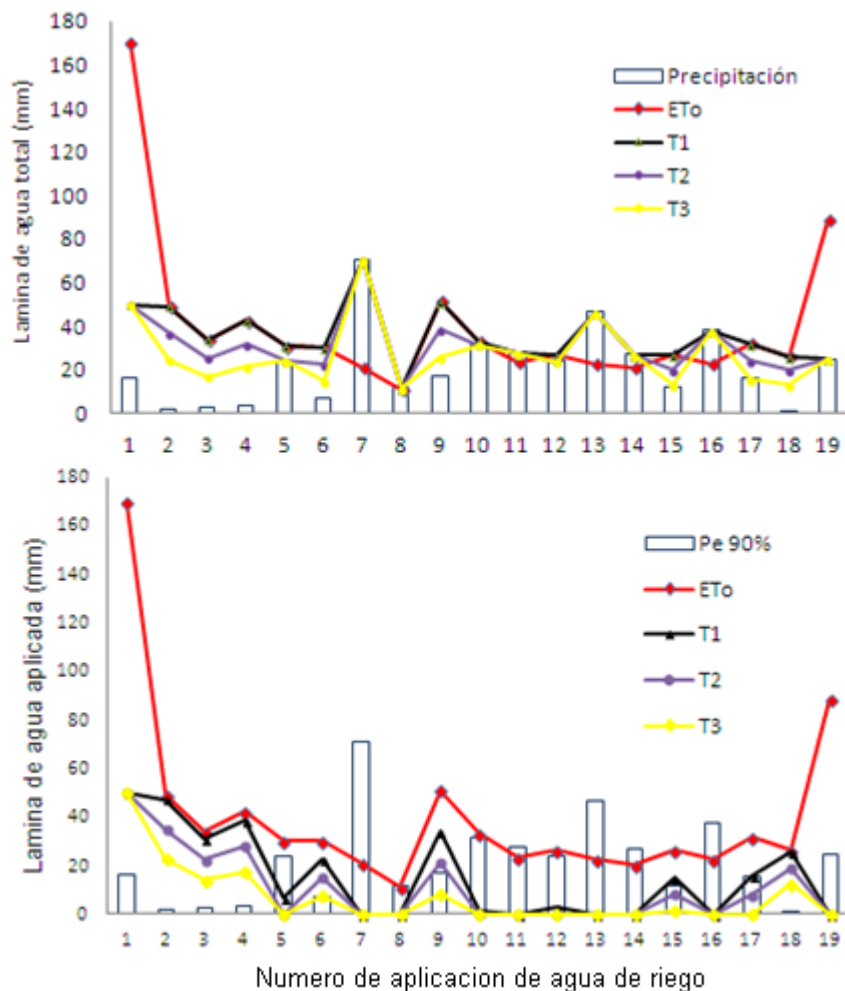 Lamina de agua total (mm)
180
160
140
120
100
80
60
40
20
0
Precipitación
ETo
T1
T2
T3
1 2 3 4 5 6 7 8 9 10 11 12 13 14 15 16 17 18 19
Lamina de agua aplicada (mm)
180
160
140
120
100
80
60
40
20
0
Pe 90%
ETo
T1
T2
T3
1 2 3 4 5 6 7 8 9 10 11 12 13 14 15 16 17 18 19
Numero de aplicacion de agua de riego